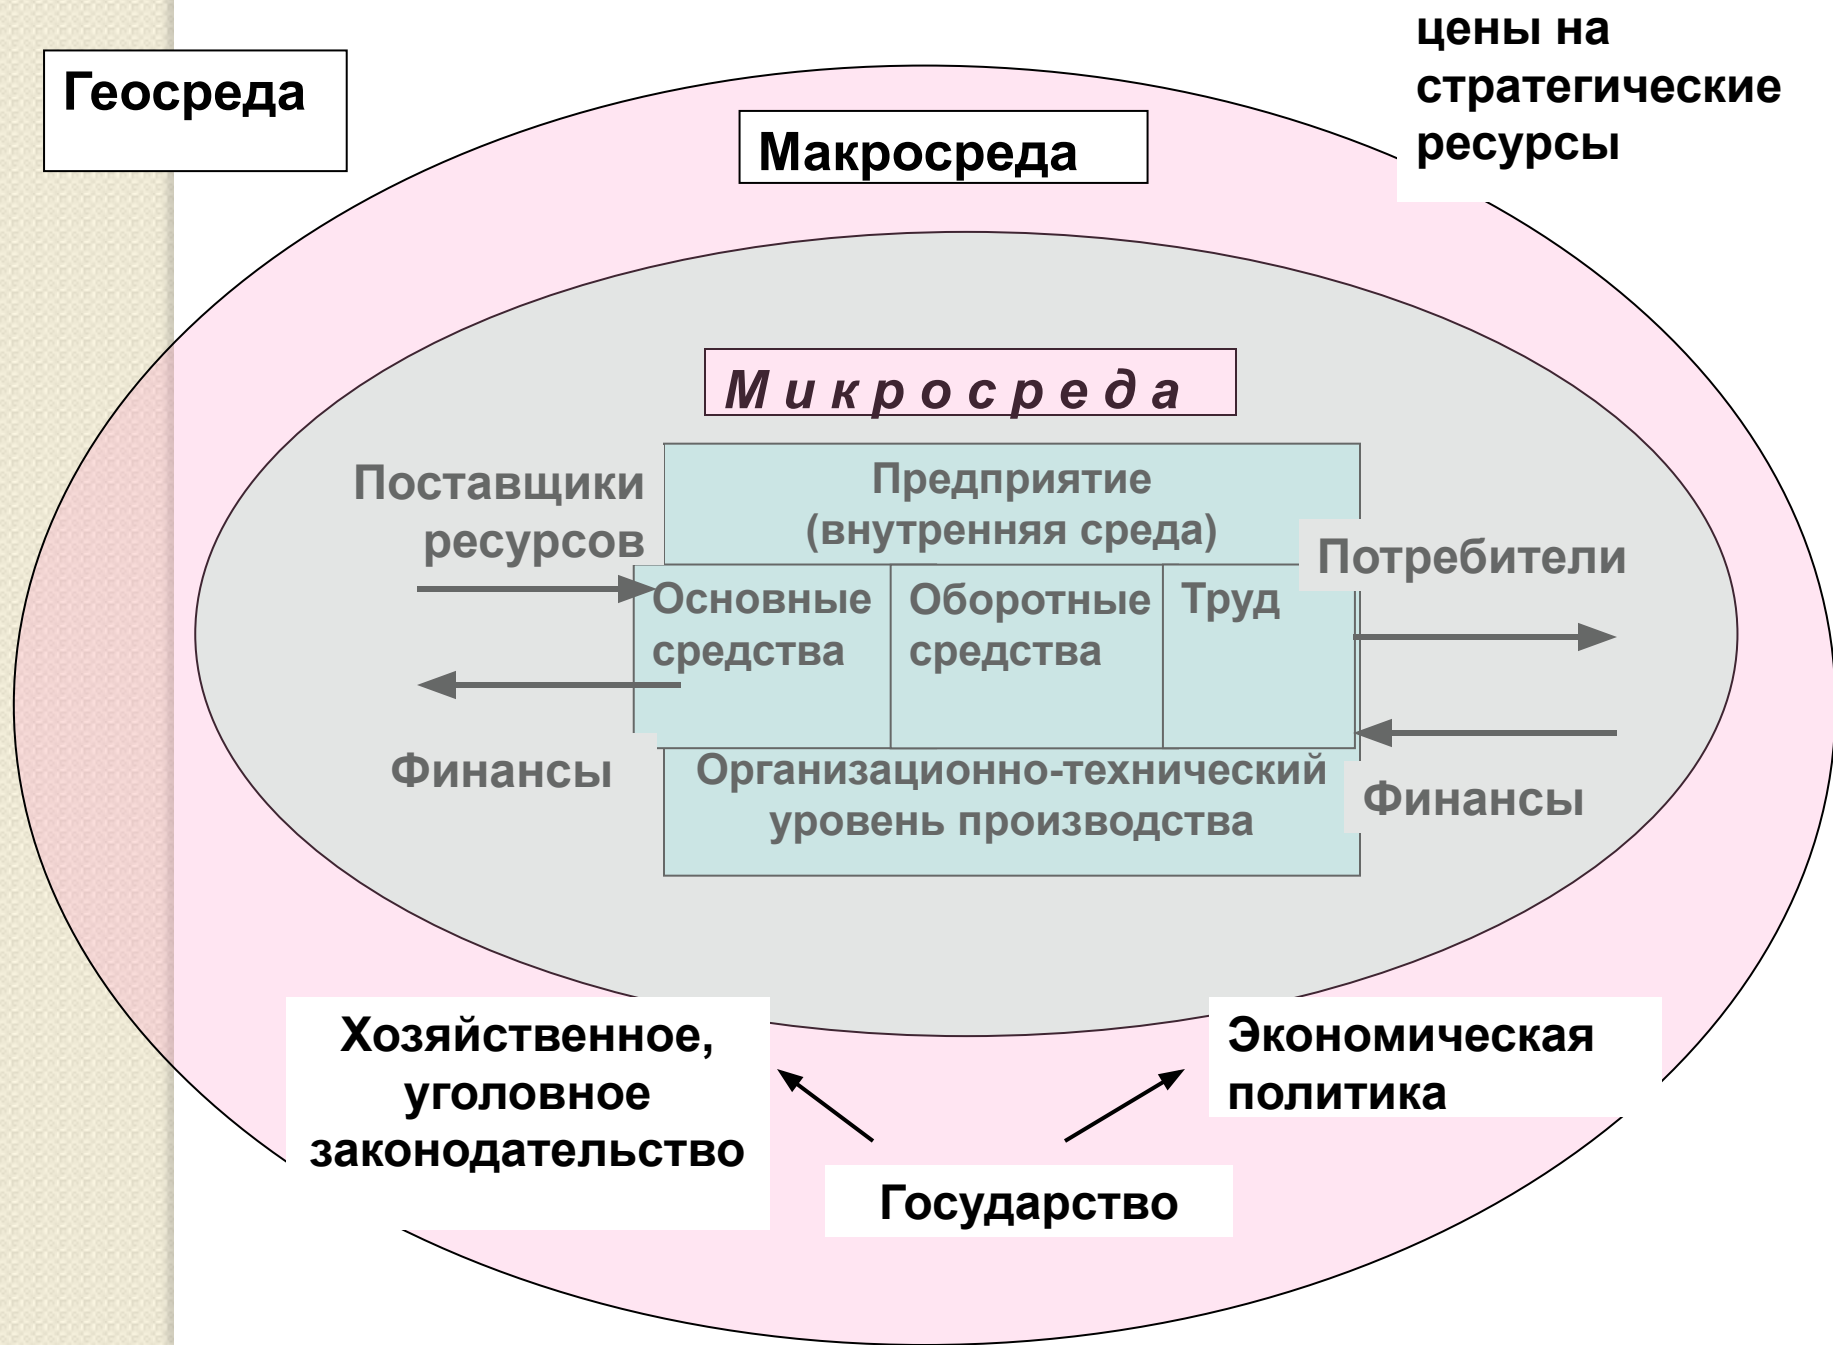 цены на
стратегические
ресурсы
Геосреда
Макросреда
Микросреда
Поставщики
ресурсов
Предприятие
(внутренняя среда)
Потребители
Основные
средства
Оборотные
средства
Труд
Финансы
Организационно-технический
уровень производства
Финансы
Хозяйственное,
уголовное
законодательство
Экономическая
политика
Государство